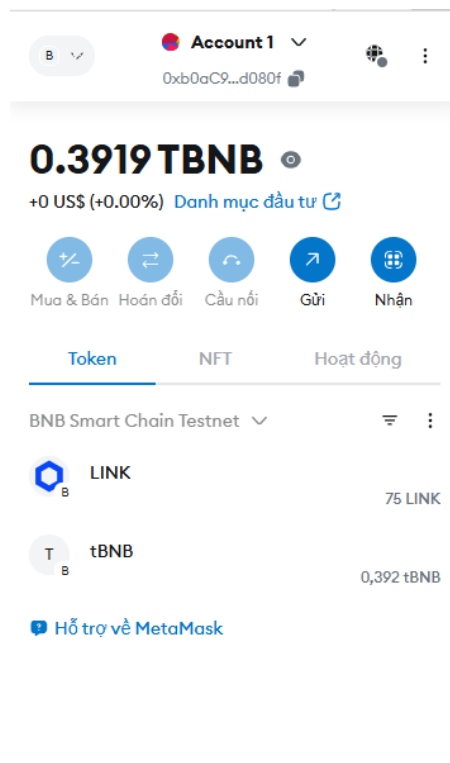 B
Account 1
0xb0aC9...d080f
0.3919 TBNB
+0 US$ (+0.00%) Danh mục đầu tư
Mua & Bán Hoán đổi Cầu nối Gửi Nhận
Token NFT Hoạt động
BNB Smart Chain Testnet
LINK
B
75 LINK
T
tBNB
B
0,392 tBNB
Hỗ trợ về MetaMask